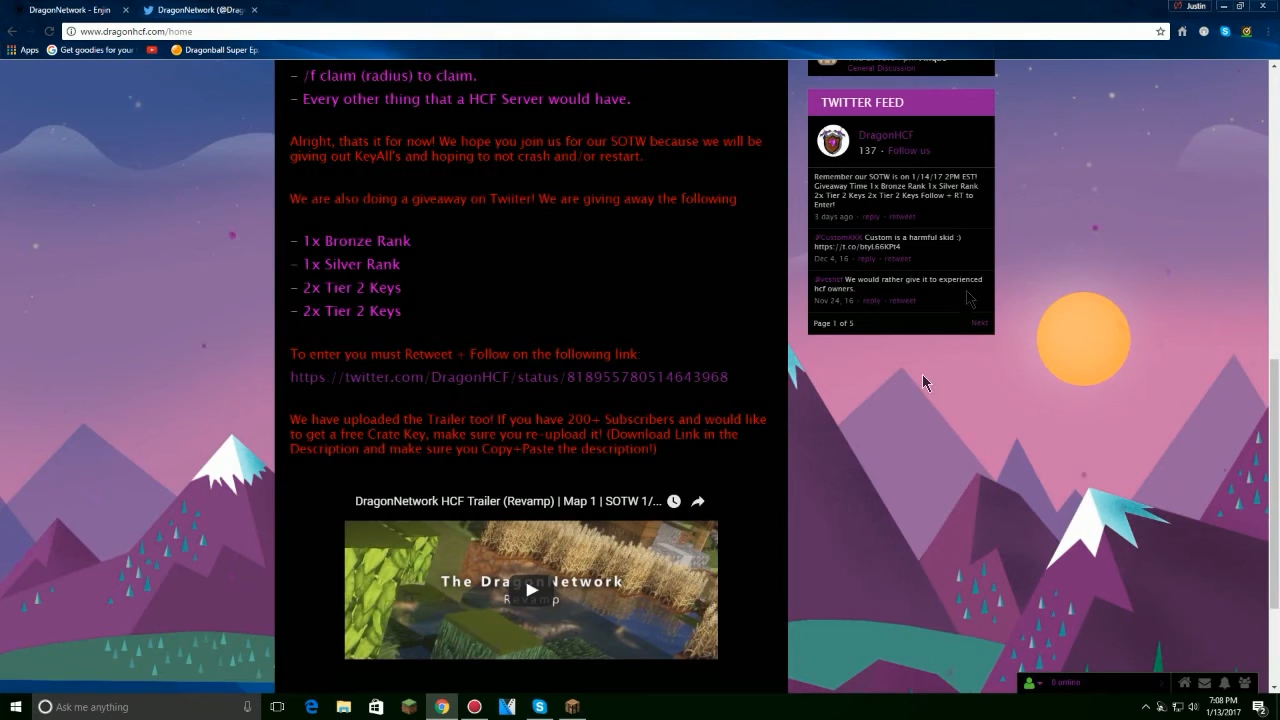 DragonNetwork - Enjin
DragonNetwork (@Drag
Justin
www.dragonhcf.com/home
Apps
Get goodies for your
Dragonball Super Ep
- /f claim (radius) to claim.
- Every other thing that a HCF Server would have.
Alright, thats it for now! We hope you join us for our SOTW because we will be
giving out KeyAll's and hoping to not crash and/or restart.
We are also doing a giveaway on Twiiter! We are giving away the following
- 1x Bronze Rank
- 1x Silver Rank
- 2x Tier 2 Keys
- 2x Tier 2 Keys
To enter you must Retweet + Follow on the following link:
https://twitter.com/DragonHCF/status/818955780514643968
We have uploaded the Trailer too! If you have 200+ Subscribers and would like
to get a free Crate Key, make sure you re-upload it! (Download Link in the
Description and make sure you Copy+Paste the description!)
DragonNetwork HCF Trailer (Revamp) | Map 1 | SOTW 1/...
The DragonNetwork
Revamp
General Discussion
TWITTER FEED
DragonHCF
137 · Follow us
Remember our SOTW is on 1/14/17 2PM EST!
Giveaway Time 1x Bronze Rank 1x Silver Rank
2x Tier 2 Keys 2x Tier 2 Keys Follow + RT to
Enter!
3 days ago · reply · retweet
Custom is a harmful skid :)
Dec 4, 16 · reply · retweet
We would rather give it to experienced
hcf owners.
Nov 24, 16 · reply · retweet
Page 1 of 5
Next
Ask me anything
7:08 PM
1/13/2017